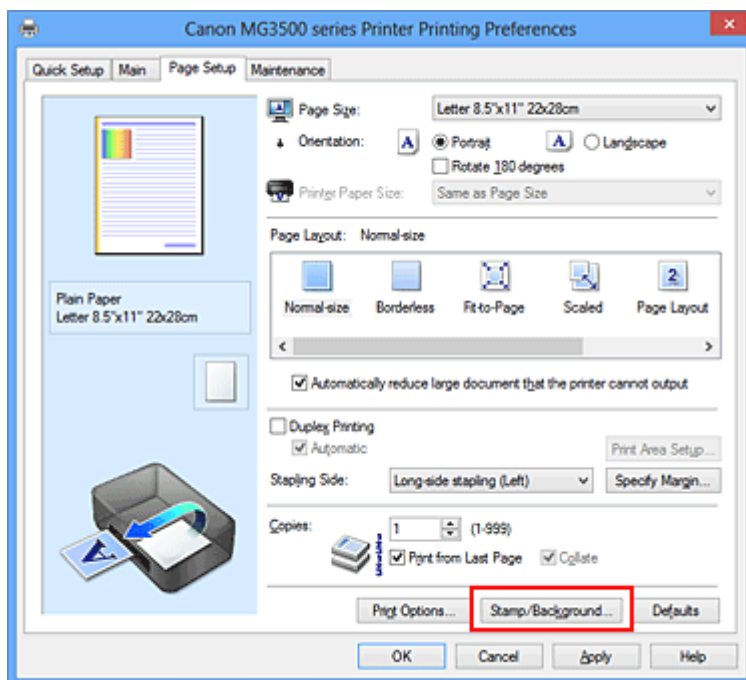 Canon MG3500 series Printer Printing Preferences
Quick Setup Main Page Setup Maintenance
Page Size: Letter 8.5"x11" 22x28cm
Orientation: A Portrait A Landscape
Rotate 180 degrees
Printer Paper Size: Same as Page Size
Page Layout: Normal-size
2
Normal-size Borderless Fit-to-Page Scaled Page Layout
Plain Paper
Letter 8.5"x11" 22x28cm
Automatically reduce large document that the printer cannot output
Duplex Printing
Automatic Print Area Setup...
Stapling Side: Long-side stapling (Left) Specify Margin...
Copies: 1 (1-999)
Print from Last Page Collate
A
Print Options... Stamp/Background... Defaults
OK Cancel Apply Help